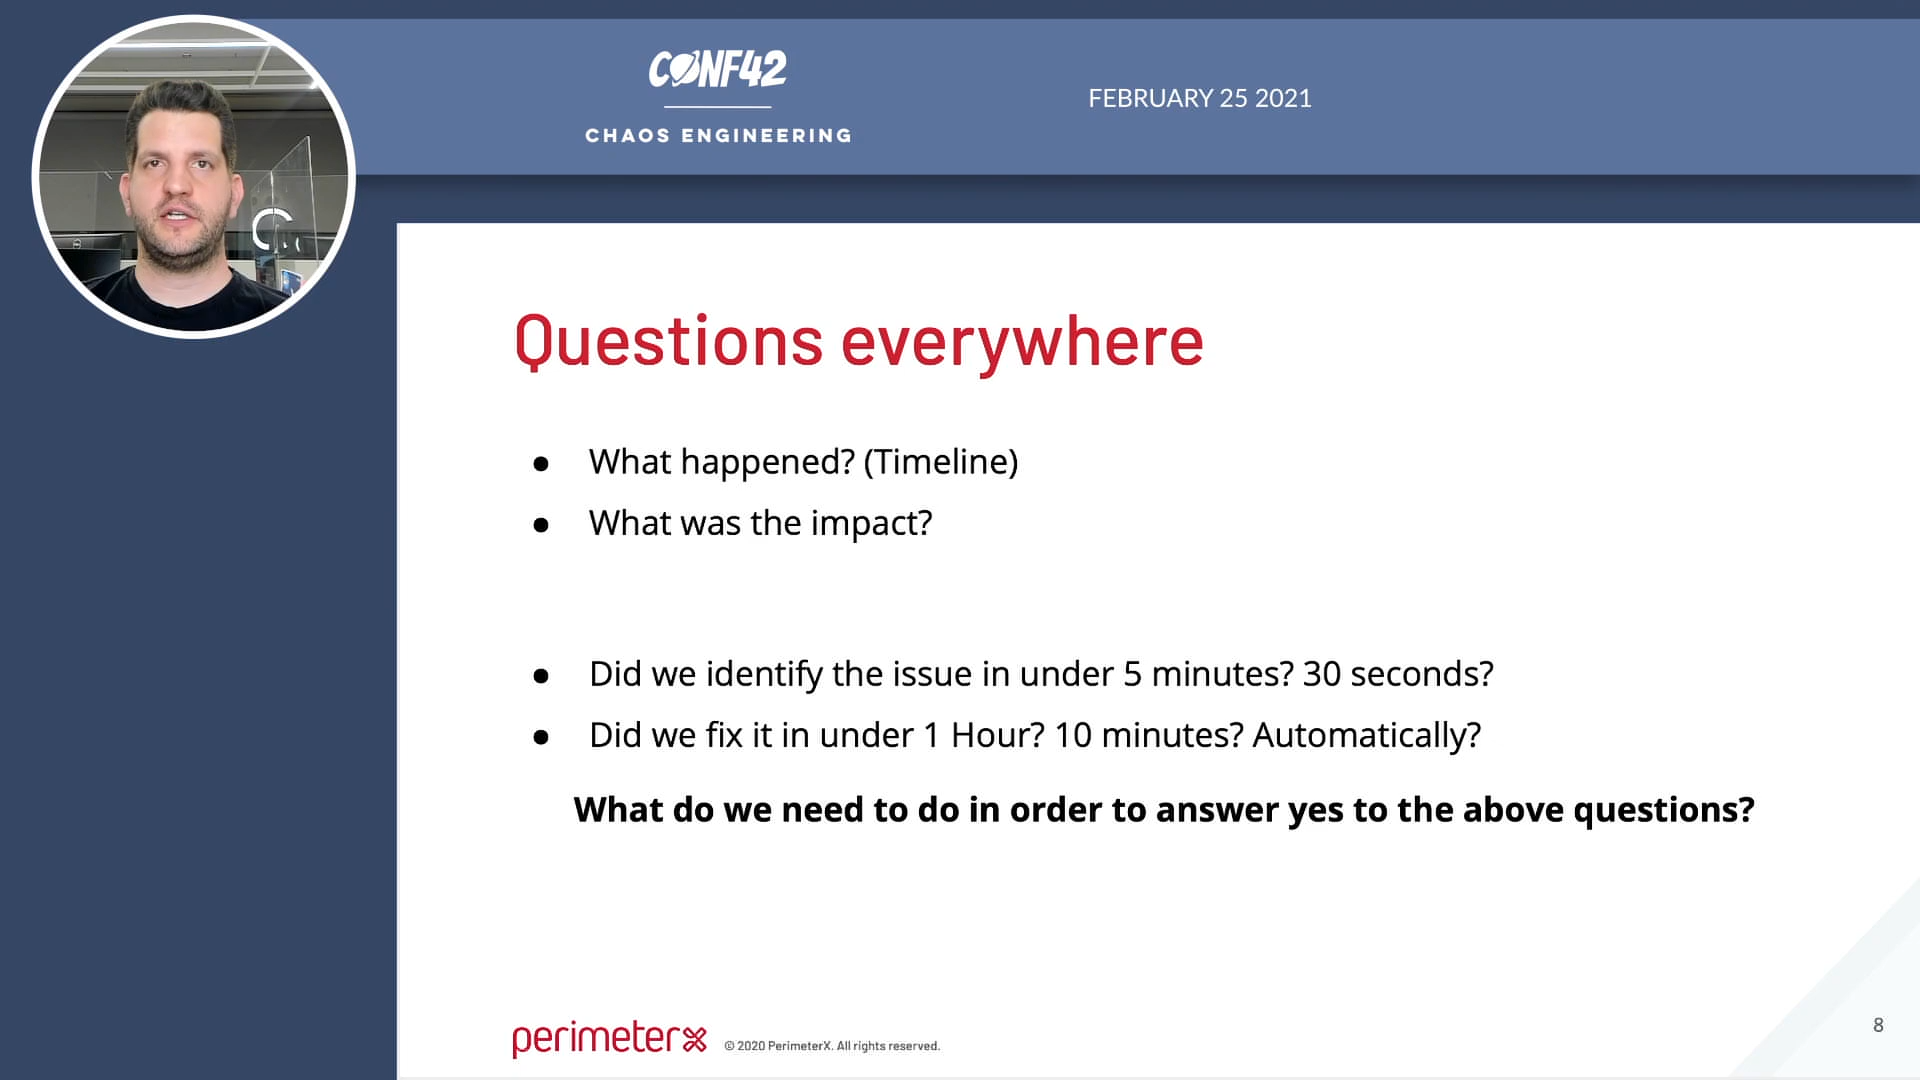 CONF42
CHAOS ENGINEERING
FEBRUARY 25 2021
Questions everywhere
● What happened? (Timeline)
● What was the impact?
● Did we identify the issue in under 5 minutes? 30 seconds?
● Did we fix it in under 1 Hour? 10 minutes? Automatically?
What do we need to do in order to answer yes to the above questions?
perimeterx
© 2020 PerimeterX. All rights reserved.
8